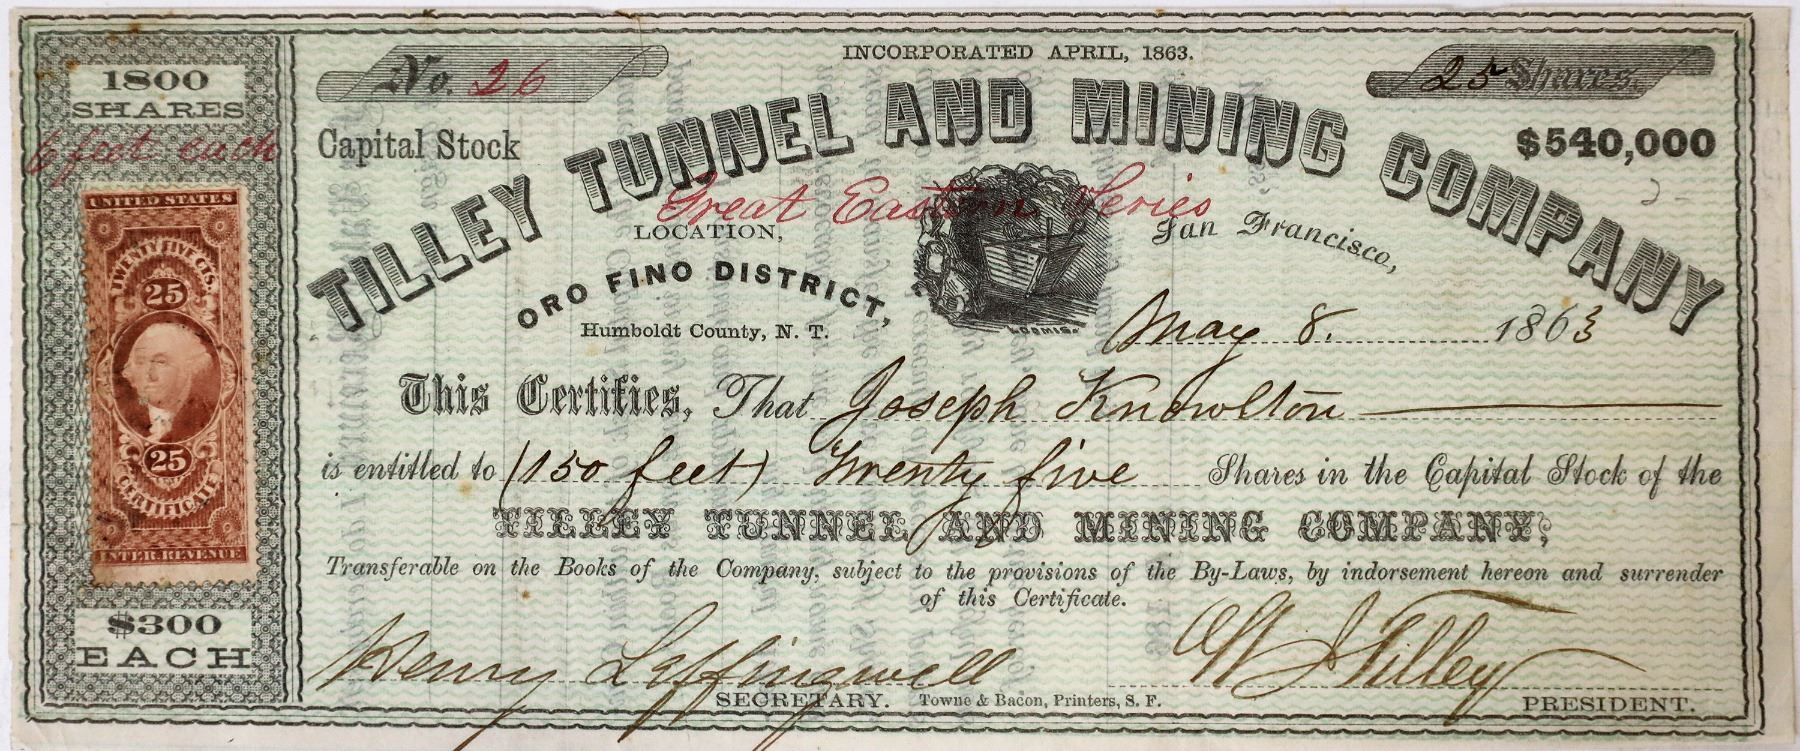 INCORPORATED APRIL, 1863.
No. 26
25 Shares.
1800
SHARES
6 feet each
Capital Stock
$540,000
TILLEY TUNNEL AND MINING COMPANY
Great Eastern Series
LOCATION,
ORO FINO DISTRICT,
Humboldt County, N. T.
LOOMIS.
San Francisco,
May 8. 1863
UNITED STATES
TWENTY FIVE CTS.
25
25
CERTIFICATE
INTER. REVENUE
$300
EACH
This Certifies, That Joseph Knowlton
is entitled to (150 feet) Twenty five Shares in the Capital Stock of the
TILLEY TUNNEL AND MINING COMPANY,
Transferable on the Books of the Company, subject to the provisions of the By-Laws, by indorsement hereon and surrender
of this Certificate.
Henry Leffingwell
SECRETARY.
Towne & Bacon, Printers, S. F.
W J Tilley
PRESIDENT.